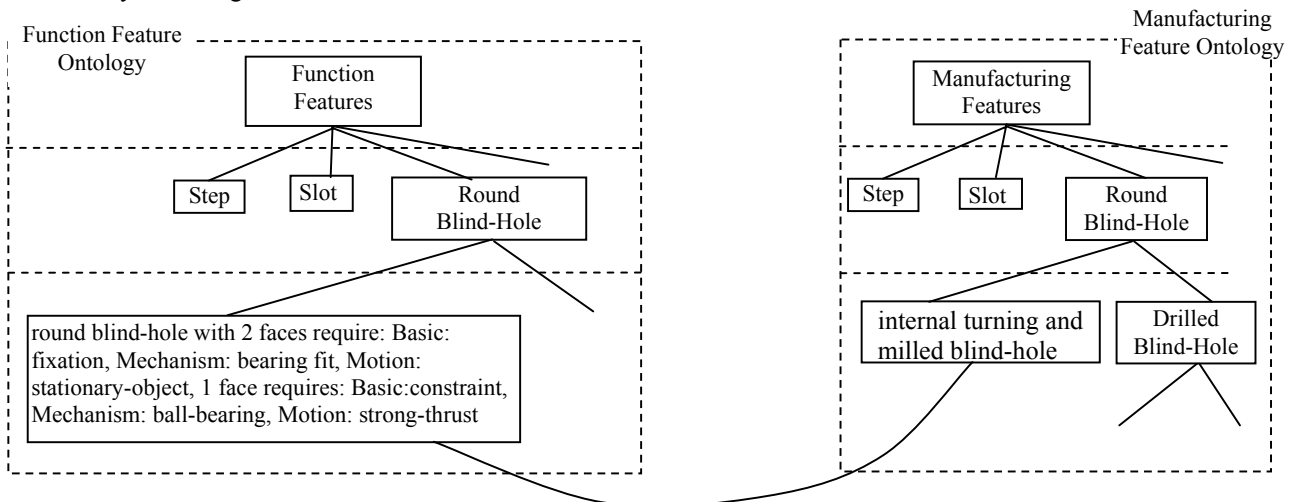 Function Feature
Ontology
Function
Features
Step
Slot
Round
Blind-Hole
round blind-hole with 2 faces require: Basic:
fixation, Mechanism: bearing fit, Motion:
stationary-object, 1 face requires: Basic:constraint,
Mechanism: ball-bearing, Motion: strong-thrust
Manufacturing
Feature Ontology
Manufacturing
Features
Step
Slot
Round
Blind-Hole
internal turning and
milled blind-hole
Drilled
Blind-Hole